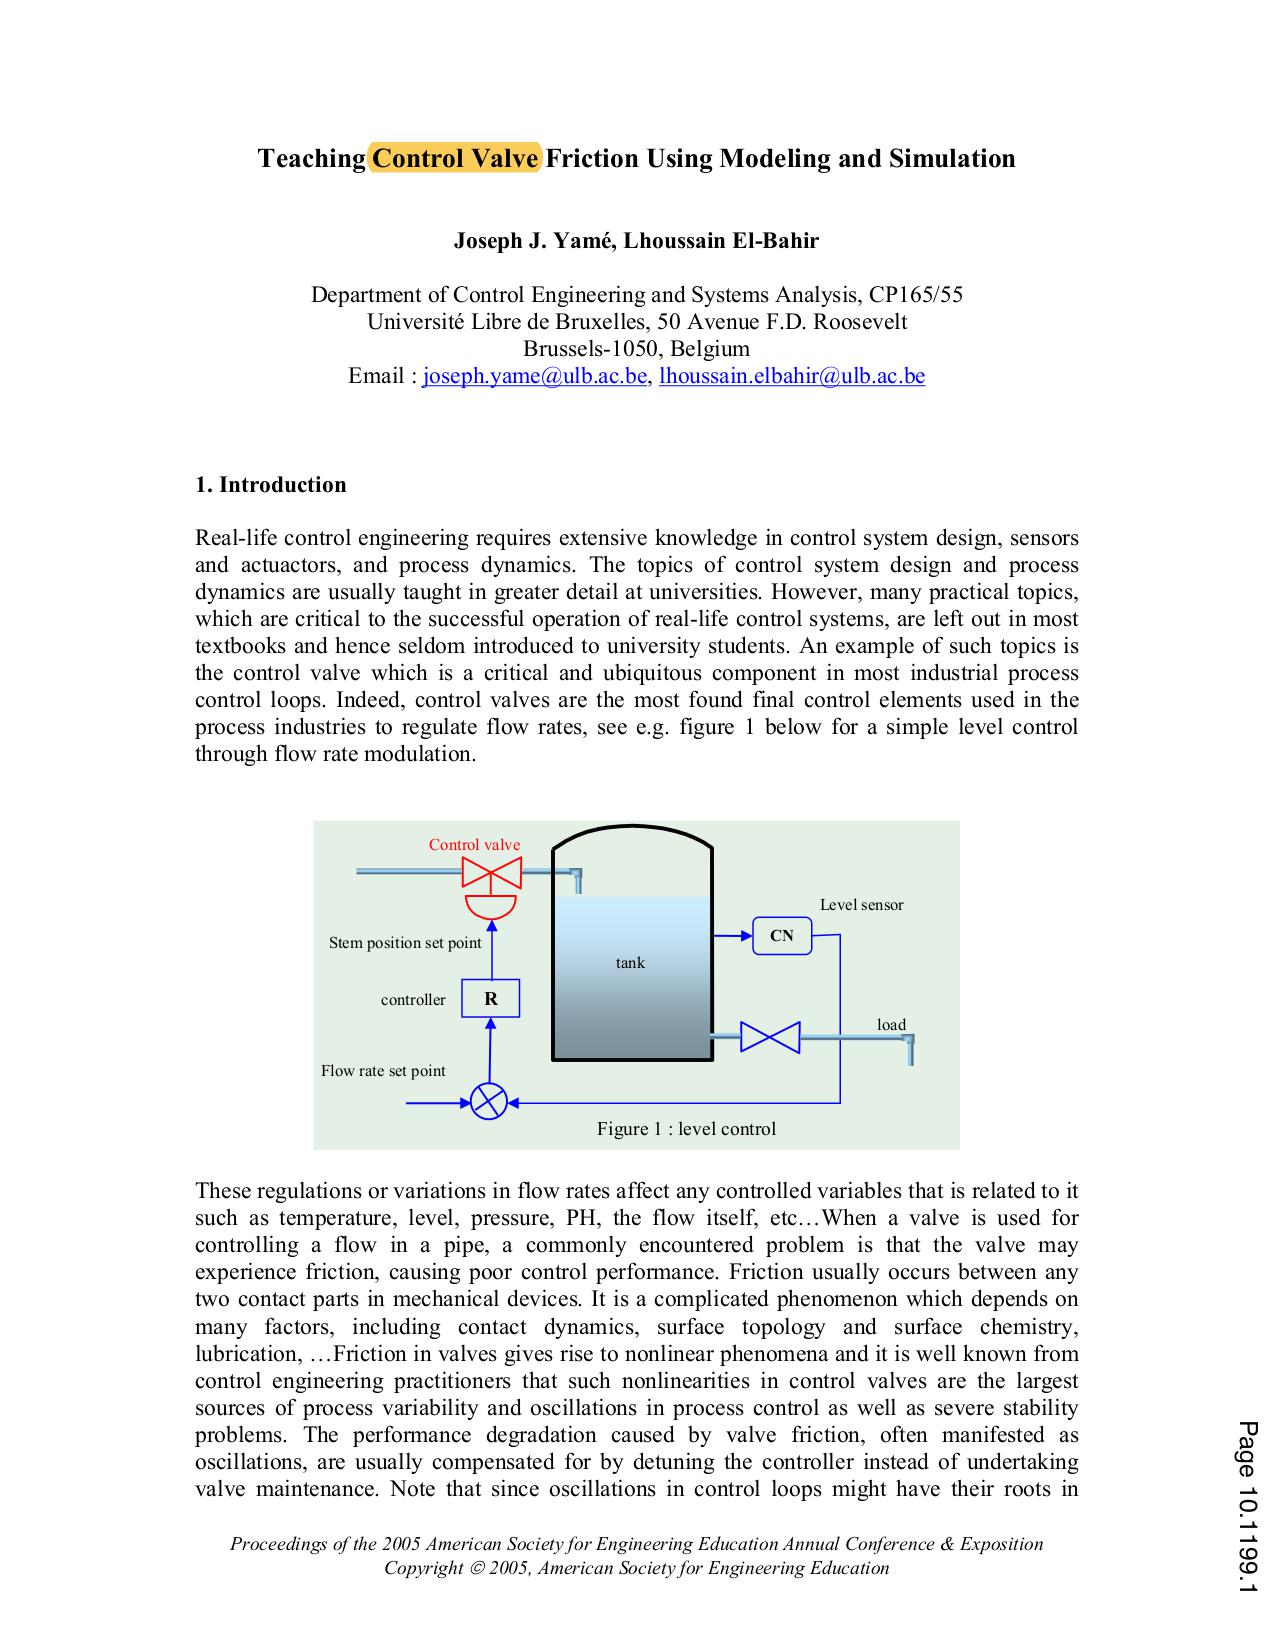 Teaching Control Valve Friction Using Modeling and Simulation
Joseph J. Yamé, Lhoussain El-Bahir
Department of Control Engineering and Systems Analysis, CP165/55
Université Libre de Bruxelles, 50 Avenue F.D. Roosevelt
Brussels-1050, Belgium
Email : joseph.yame@ulb.ac.be, lhoussain.elbahir@ulb.ac.be
1. Introduction
Real-life control engineering requires extensive knowledge in control system design, sensors
and actuactors, and process dynamics. The topics of control system design and process
dynamics are usually taught in greater detail at universities. However, many practical topics,
which are critical to the successful operation of real-life control systems, are left out in most
textbooks and hence seldom introduced to university students. An example of such topics is
the control valve which is a critical and ubiquitous component in most industrial process
control loops. Indeed, control valves are the most found final control elements used in the
process industries to regulate flow rates, see e.g. figure 1 below for a simple level control
through flow rate modulation.
Control valve
Level sensor
CN
Stem position set point
tank
controller
R
load
Flow rate set point
Figure 1 : level control
These regulations or variations in flow rates affect any controlled variables that is related to it
such as temperature, level, pressure, PH, the flow itself, etc…When a valve is used for
controlling a flow in a pipe, a commonly encountered problem is that the valve may
experience friction, causing poor control performance. Friction usually occurs between any
two contact parts in mechanical devices. It is a complicated phenomenon which depends on
many factors, including contact dynamics, surface topology and surface chemistry,
lubrication, …Friction in valves gives rise to nonlinear phenomena and it is well known from
control engineering practitioners that such nonlinearities in control valves are the largest
sources of process variability and oscillations in process control as well as severe stability
problems. The performance degradation caused by valve friction, often manifested as
oscillations, are usually compensated for by detuning the controller instead of undertaking
valve maintenance. Note that since oscillations in control loops might have their roots in
Proceedings of the 2005 American Society for Engineering Education Annual Conference & Exposition
Copyright © 2005, American Society for Engineering Education
Page 10.1199.1